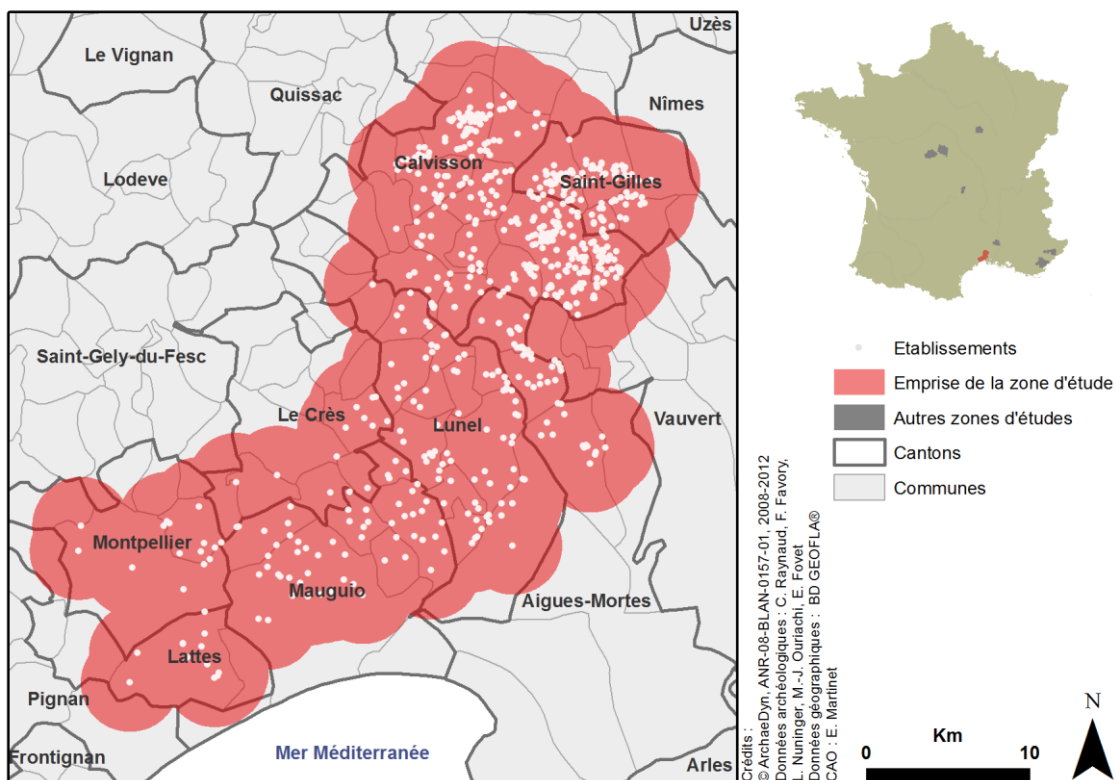 Uzès
Le Vignan
Quissac
Nîmes
Calvisson
Saint-Gilles
Lodeve
Saint-Gely-du-Fesc
Le Crès
Lunel
Vauvert
Montpellier
Mauguio
Aigues-Mortes
Lattes
Pignan
Frontignan
Mer Méditerranée
Arles
Crédits :
© ArchaeDyn, ANR-08-BLAN-0157-01, 2008-2012
Données archéologiques : C. Raynaud, F. Favory,
L. Nuninger, M.-J. Ouriachi, E. Fovet
Données géographiques : BD GEOFLA®
CAO : E. Martinet
Etablissements
Emprise de la zone d'étude
Autres zones d'études
Cantons
Communes
Km
0 10
N